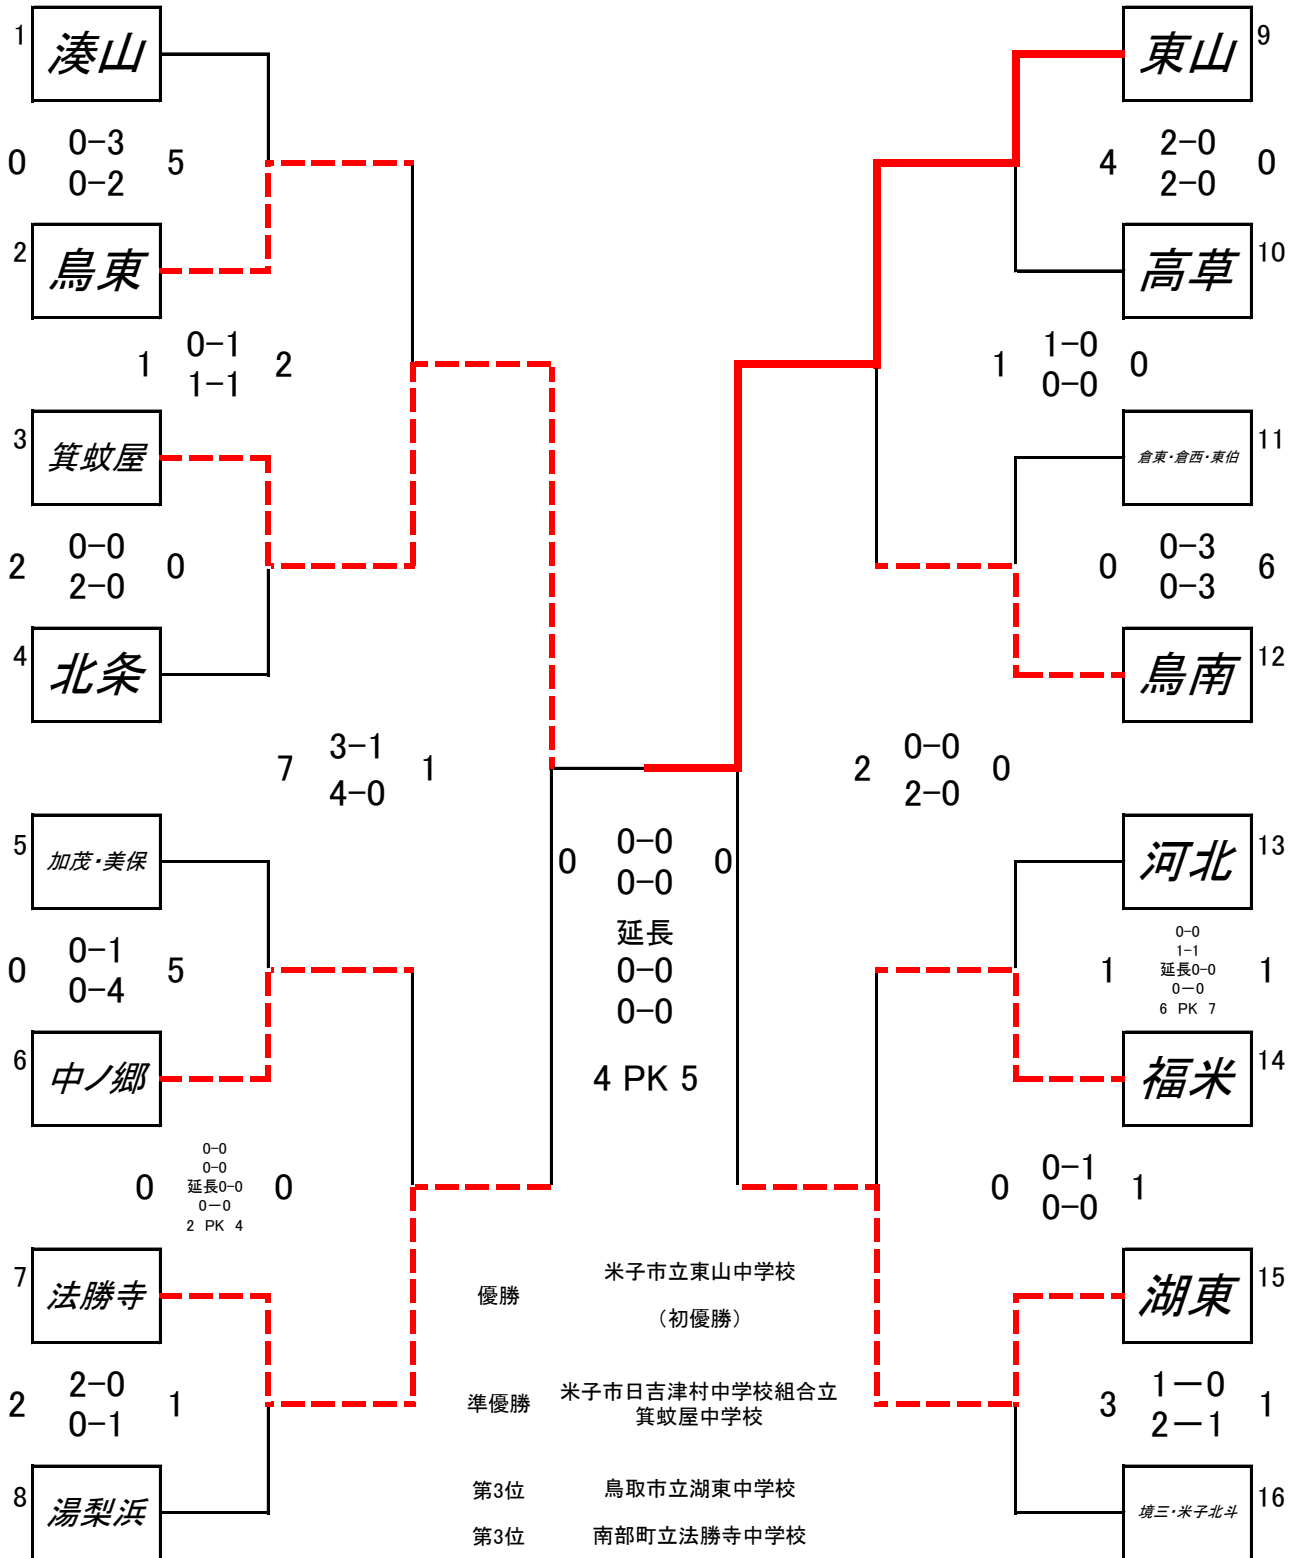 1
湊山
0-3
0 5
0-2
2
鳥東
0-1
1 2
1-1
3
箕蚊屋
0-0
2 0
2-0
4
北条
3-1
7 1
4-0
5
加茂・美保
0-1
0 5
0-4
6
中ノ郷
0-0
0-0
0 延長0-0 0
0-0
2 PK 4
7
法勝寺
2-0
2 1
0-1
8
湯梨浜
0-0
0 0
0-0
延長
0-0
0-0
4 PK 5
9
東山
2-0
4 0
2-0
10
高草
1-0
1 0
0-0
11
倉東・倉西・東伯
0-3
0 6
0-3
12
鳥南
0-0
2 0
2-0
13
河北
0-0
1-1
1 延長0-0 1
0-0
6 PK 7
14
福米
0-1
0 1
0-0
15
湖東
1-0
3 1
2-1
16
境三・米子北斗
優勝 米子市立東山中学校
（初優勝）
準優勝 米子市日吉津村中学校組合立
箕蚊屋中学校
第3位 鳥取市立湖東中学校
第3位 南部町立法勝寺中学校